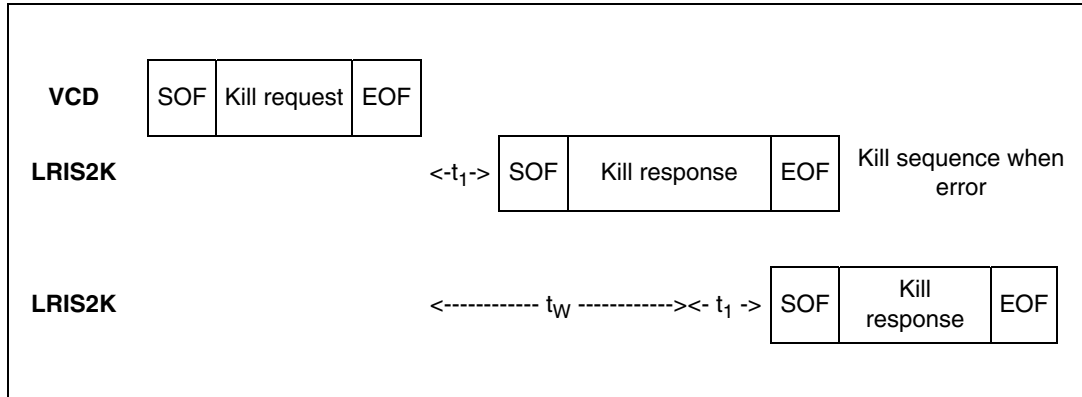 VCD SOF Kill request EOF
LRIS2K <-t1-> SOF Kill response EOF Kill sequence when
error
LRIS2K <------------ tW ------------><- t1 -> SOF Kill
response EOF